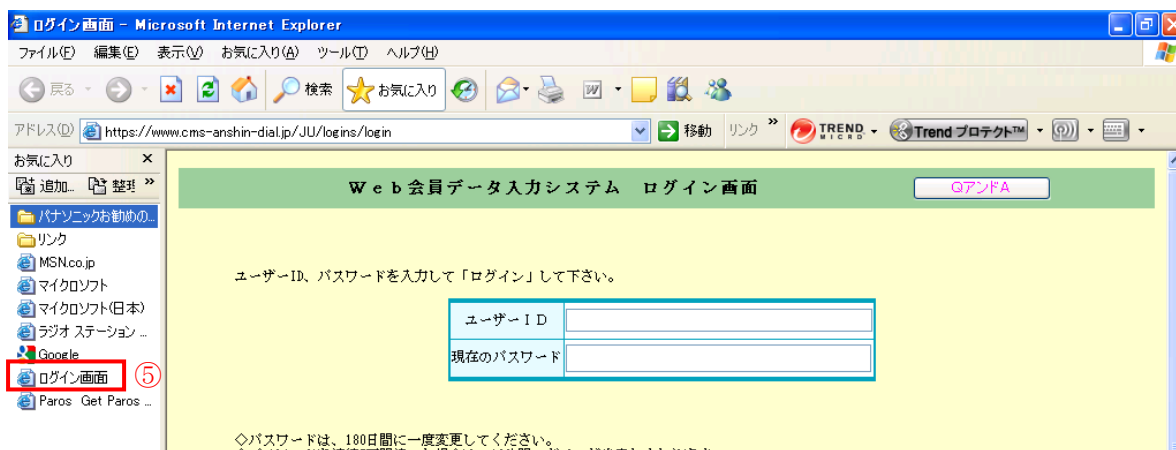 ログイン画面 - Microsoft Internet Explorer
ファイル(F) 編集(E) 表示(V) お気に入り(A) ツール(T) ヘルプ(H)
戻る 検索 お気に入り
アドレス(D) https://www.cms-anshin-dial.jp/JU/logins/login 移動 リンク » TREND MICRO Trend プロテクト™
お気に入り ×
追加... 整理 »
パナソニックお勧めの...
リンク
MSN.co.jp
マイクロソフト
マイクロソフト(日本)
ラジオ ステーション ...
Google
ログイン画面 ⑤
Paros Get Paros ...
Web会員データ入力システム ログイン画面 QアンドA
ユーザーID、パスワードを入力して「ログイン」して下さい。
ユーザーID
現在のパスワード
◇パスワードは、180日間に一度変更してください。